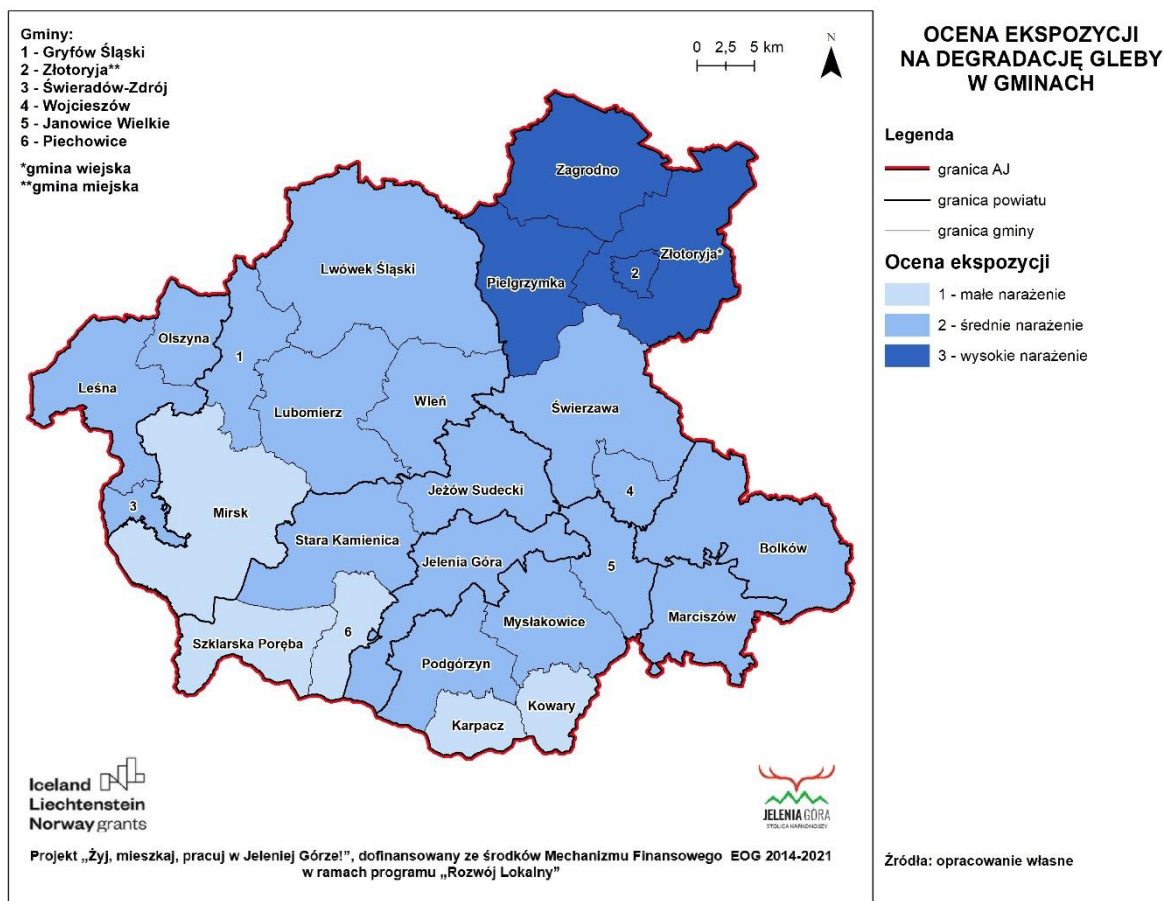 Gminy:
1 - Gryfów Śląski
2 - Złotoryja**
3 - Świeradów-Zdrój
4 - Wojcieszów
5 - Janowice Wielkie
6 - Piechowice
*gmina wiejska
**gmina miejska
0 2,5 5 km
N
Zagrodno
Złotoryja*
2
Pielgrzymka
Lwówek Śląski
Olszyna
1
Leśna
Lubomierz
Wleń
Świerzawa
4
Jeżów Sudecki
3
Mirsk
Stara Kamienica
Jelenia Góra
5
Bolków
Marciszów
Mysłakowice
6
Szklarska Poręba
Podgórzyn
Kowary
Karpacz
Iceland
Liechtenstein
Norway grants
JELENIA GÓRA
STOLICA KARKONOSZY
Projekt „Żyj, mieszkaj, pracuj w Jeleniej Górze!”, dofinansowany ze środków Mechanizmu Finansowego EOG 2014-2021
w ramach programu „Rozwój Lokalny”
OCENA EKSPOZYCJI
NA DEGRADACJĘ GLEBY
W GMINACH
Legenda
granica AJ
granica powiatu
granica gminy
Ocena ekspozycji
1 - małe narażenie
2 - średnie narażenie
3 - wysokie narażenie
Źródła: opracowanie własne